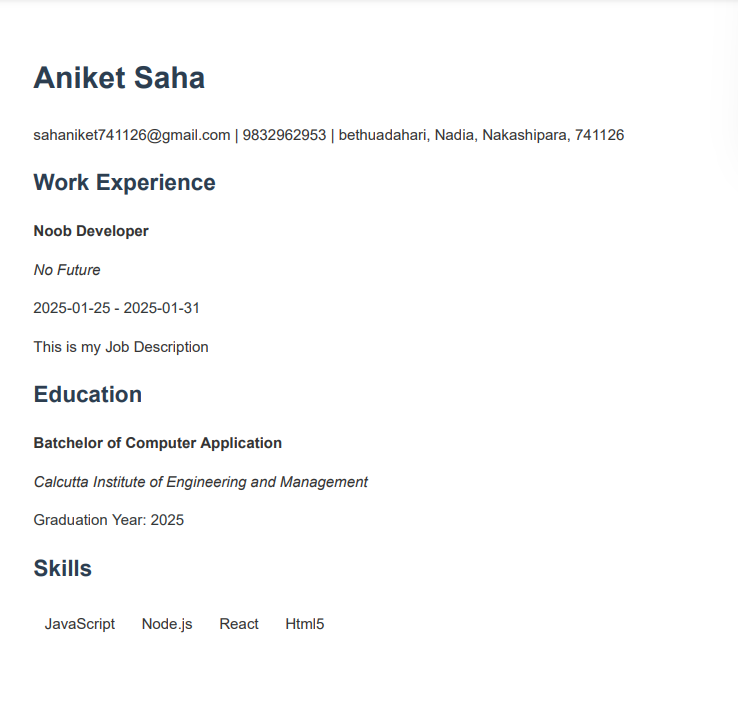 Aniket Saha
sahaniket741126@gmail.com | 9832962953 | bethuadahari, Nadia, Nakashipara, 741126
Work Experience
Noob Developer
No Future
2025-01-25 - 2025-01-31
This is my Job Description
Education
Batchelor of Computer Application
Calcutta Institute of Engineering and Management
Graduation Year: 2025
Skills
JavaScript Node.js React Html5